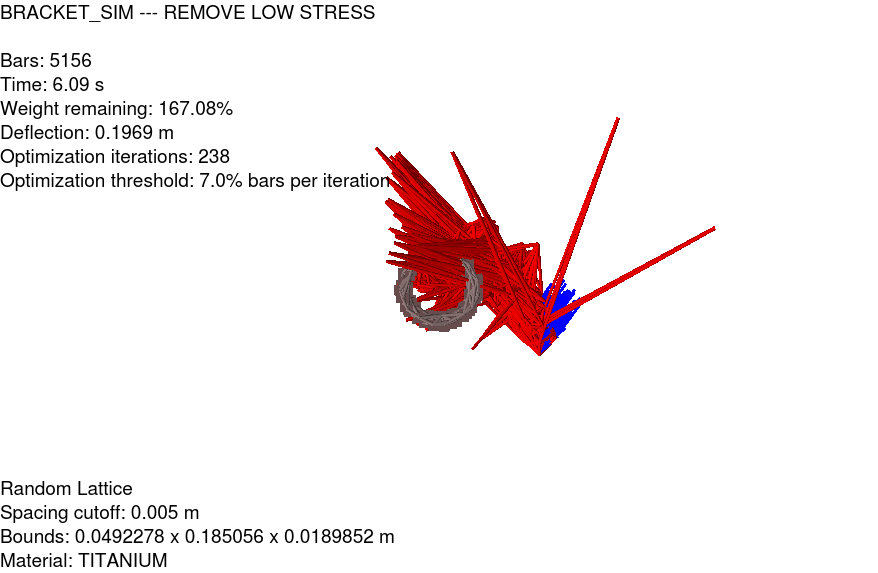 BRACKET_SIM --- REMOVE LOW STRESS
Bars: 5156
Time: 6.09 s
Weight remaining: 167.08%
Deflection: 0.1969 m
Optimization iterations: 238
Optimization threshold: 7.0% bars per iteration
Random Lattice
Spacing cutoff: 0.005 m
Bounds: 0.0492278 x 0.185056 x 0.0189852 m
Material: TITANIUM